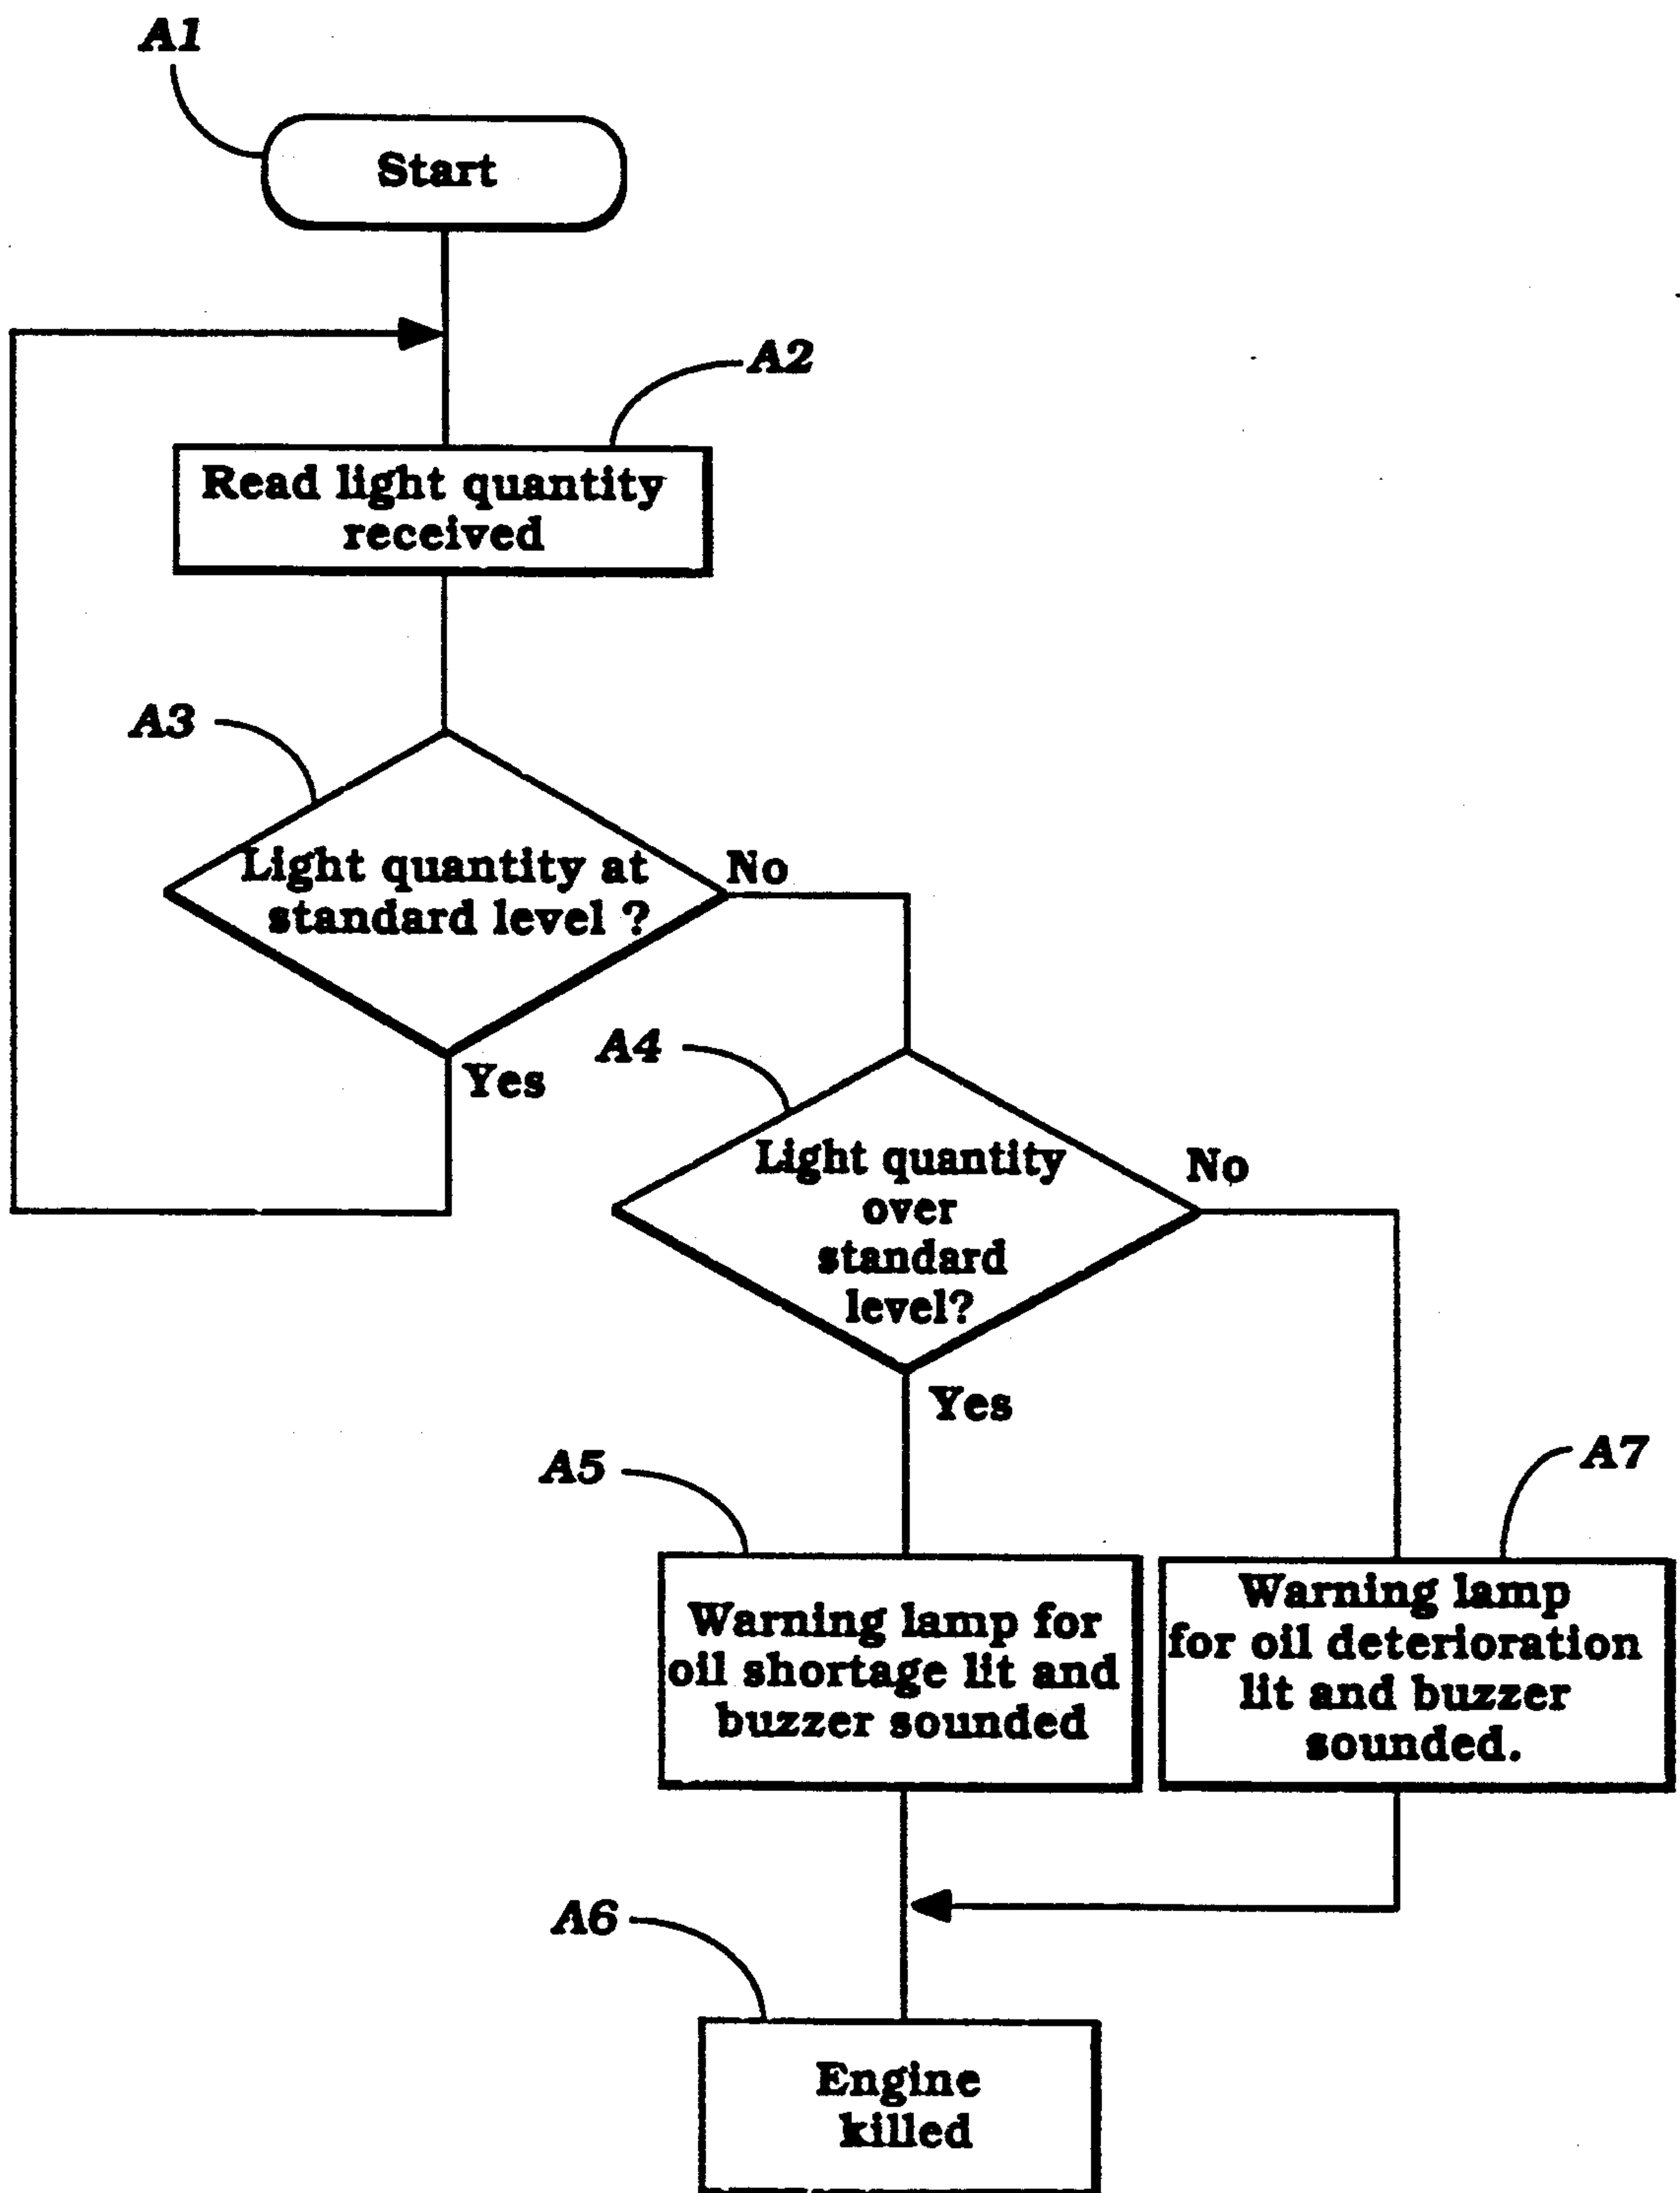 A1
Start
A2
Read light quantity
received
A3
Light quantity at
standard level ?
No
Yes
A4
Light quantity
over
standard
level?
No
Yes
A5
Warning lamp for
oil shortage lit and
buzzer sounded
A7
Warning lamp
for oil deterioration
lit and buzzer
sounded.
A6
Engine
killed